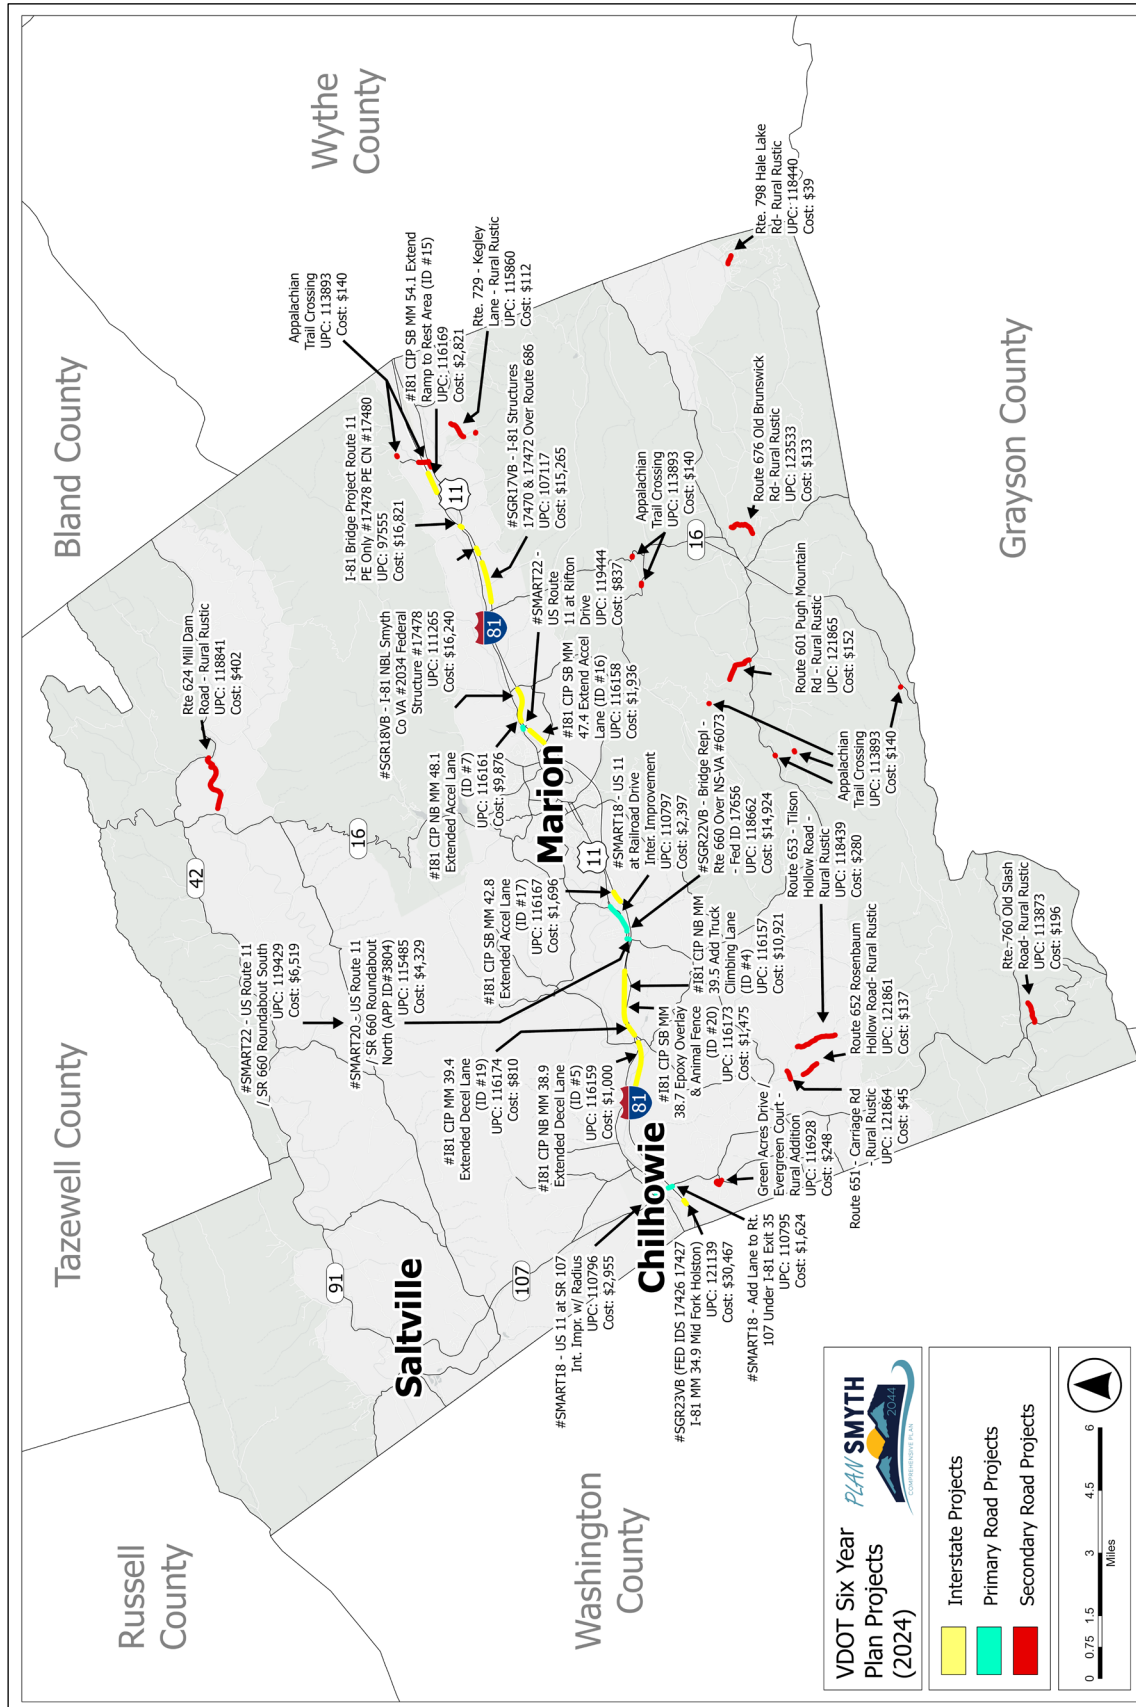 Tazewell County
Bland County
Russell
County
Wythe
County
Washington
County
Grayson County
Saltville
Chilhowie
Marion
91
107
42
16
81
11
11
81
16
Rte 624 Mill Dam
Road - Rural Rustic
UPC: 118841
Cost: $402
#SMART22 - US Route 11
/ SR 660 Roundabout South
UPC: 119429
Cost: $6,519
#SMART20 - US Route 11
/ SR 660 Roundabout
North (APP ID#3804)
UPC: 115485
Cost: $4,329
Appalachian
Trail Crossing
UPC: 113893
Cost: $140
I-81 Bridge Project Route 11
PE Only #17478 PE CN #17480
UPC: 97555
Cost: $16,821
#I81 CIP SB MM 54.1 Extend
Ramp to Rest Area (ID #15)
UPC: 116169
Cost: $2,821
Rte. 729 - Kegley
Lane - Rural Rustic
UPC: 115860
Cost: $112
#SGR18VB - I-81 NBL Smyth
Co VA #2034 Federal
Structure #17478
UPC: 111265
Cost: $16,240
#SGR17VB - I-81 Structures
17470 & 17472 Over Route 686
UPC: 107117
Cost: $15,265
#I81 CIP NB MM 48.1
Extended Accel Lane
(ID #7)
UPC: 116161
Cost: $9,876
#SMART22 -
US Route
11 at Rifton
Drive
UPC: 119444
Cost: $837
#I81 CIP SB MM
47.4 Extend Accel
Lane (ID #16)
UPC: 116158
Cost: $1,936
#I81 CIP SB MM 42.8
Extended Accel Lane
(ID #17)
UPC: 116167
Cost: $1,696
#SMART18 - US 11
at Railroad Drive
Inter. Improvement
UPC: 110797
Cost: $2,397
#SGR22VB - Bridge Repl -
Rte 660 Over NS-VA #6073
- Fed ID 17656
UPC: 118662
Cost: $14,924
#I81 CIP MM 39.4
Extended Decel Lane
(ID #19)
UPC: 116174
Cost: $810
#I81 CIP NB MM 38.9
Extended Decel Lane
(ID #5)
UPC: 116159
Cost: $1,000
#I81 CIP SB MM
38.7 Epoxy Overlay
& Animal Fence
(ID #20)
UPC: 116173
Cost: $1,475
#I81 CIP NB MM
39.5 Add Truck
Climbing Lane
(ID #4)
UPC: 116157
Cost: $10,921
#SMART18 - US 11 at SR 107
Int. Impr. w/ Radius
UPC: 110796
Cost: $2,955
#SGR23VB (FED IDS 17426 17427
I-81 MM 34.9 Mid Fork Holston)
UPC: 121139
Cost: $30,467
#SMART18 - Add Lane to Rt.
107 Under I-81 Exit 35
UPC: 110795
Cost: $1,624
Green Acres Drive /
Evergreen Court -
Rural Addition
UPC: 116928
Cost: $248
Route 651 - Carriage Rd
- Rural Rustic
UPC: 121864
Cost: $45
Route 652 Rosenbaum
Hollow Road- Rural Rustic
UPC: 121861
Cost: $137
Route 653 - Tilson
Hollow Road -
Rural Rustic
UPC: 118439
Cost: $280
Appalachian
Trail Crossing
UPC: 113893
Cost: $140
Appalachian
Trail Crossing
UPC: 113893
Cost: $140
Route 601 Pugh Mountain
Rd - Rural Rustic
UPC: 121865
Cost: $152
Route 676 Old Brunswick
Rd- Rural Rustic
UPC: 123533
Cost: $133
Rte. 798 Hale Lake
Rd- Rural Rustic
UPC: 118440
Cost: $39
Rte. 760 Old Slash
Road- Rural Rustic
UPC: 113873
Cost: $196
VDOT Six Year
Plan Projects
(2024)
PLAN SMYTH
2044
COMPREHENSIVE PLAN
Interstate Projects
Primary Road Projects
Secondary Road Projects
0 0.75 1.5 3 4.5 6
Miles